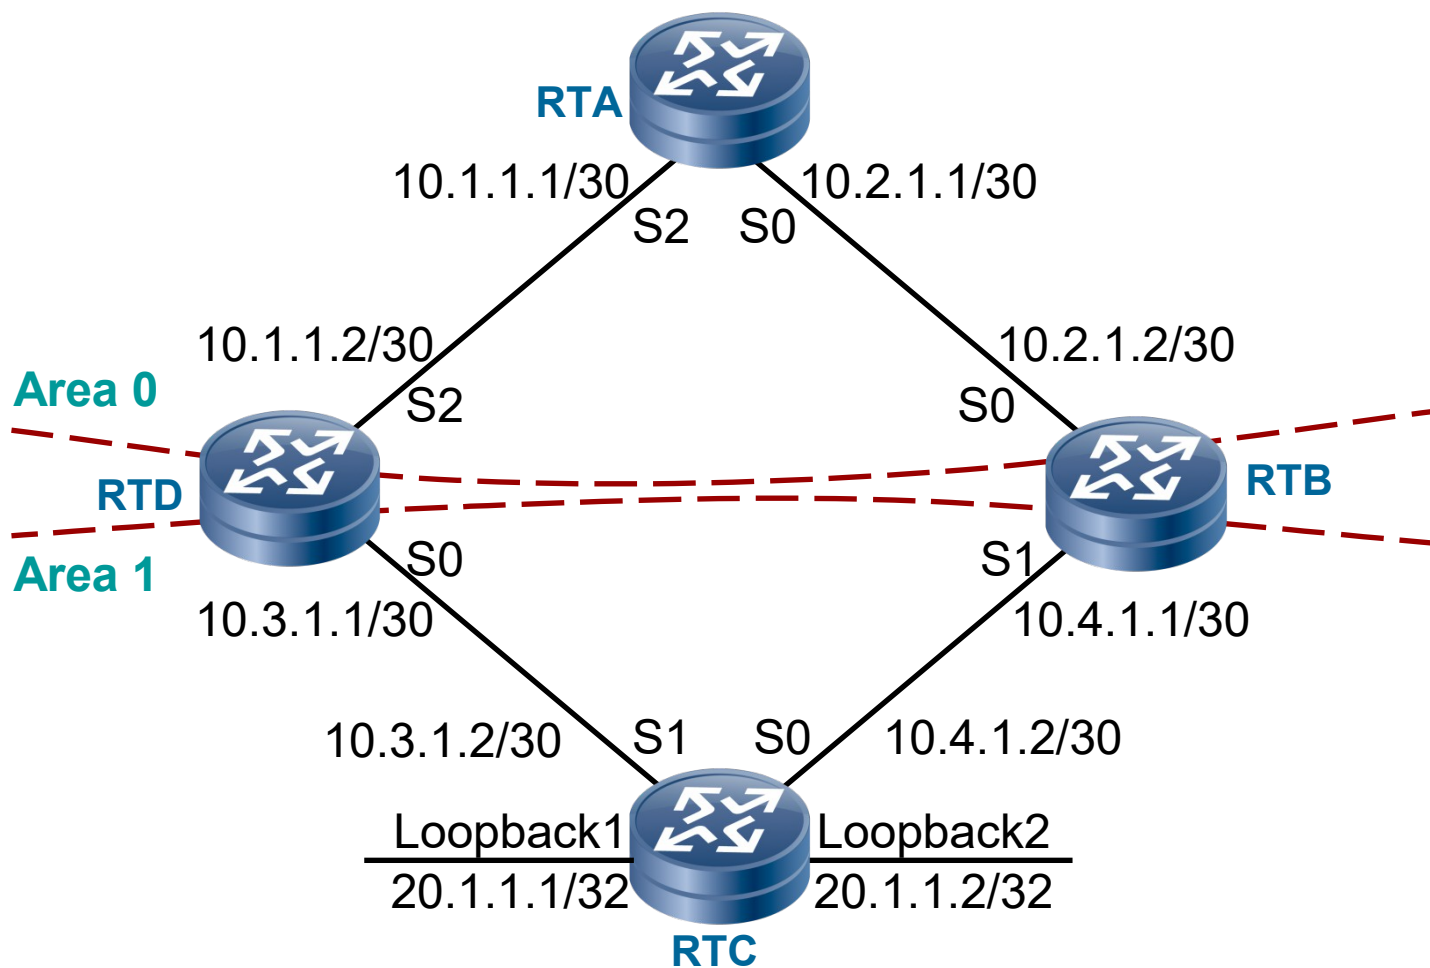 RTA
10.1.1.1/30
10.2.1.1/30
S2
S0
10.1.1.2/30
10.2.1.2/30
Area 0
S2
S0
RTD
RTB
Area 1
S0
S1
10.3.1.1/30
10.4.1.1/30
10.3.1.2/30
S1
S0
10.4.1.2/30
Loopback1
Loopback2
20.1.1.1/32
20.1.1.2/32
RTC